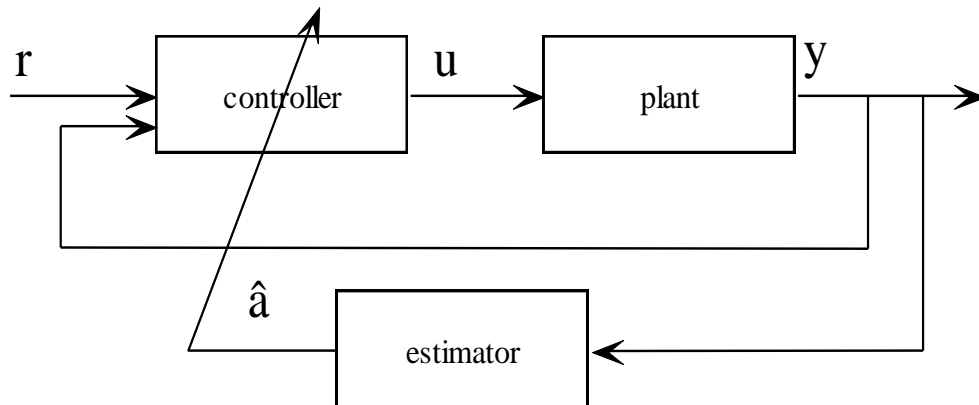 r
controller
u
plant
y
â
estimator